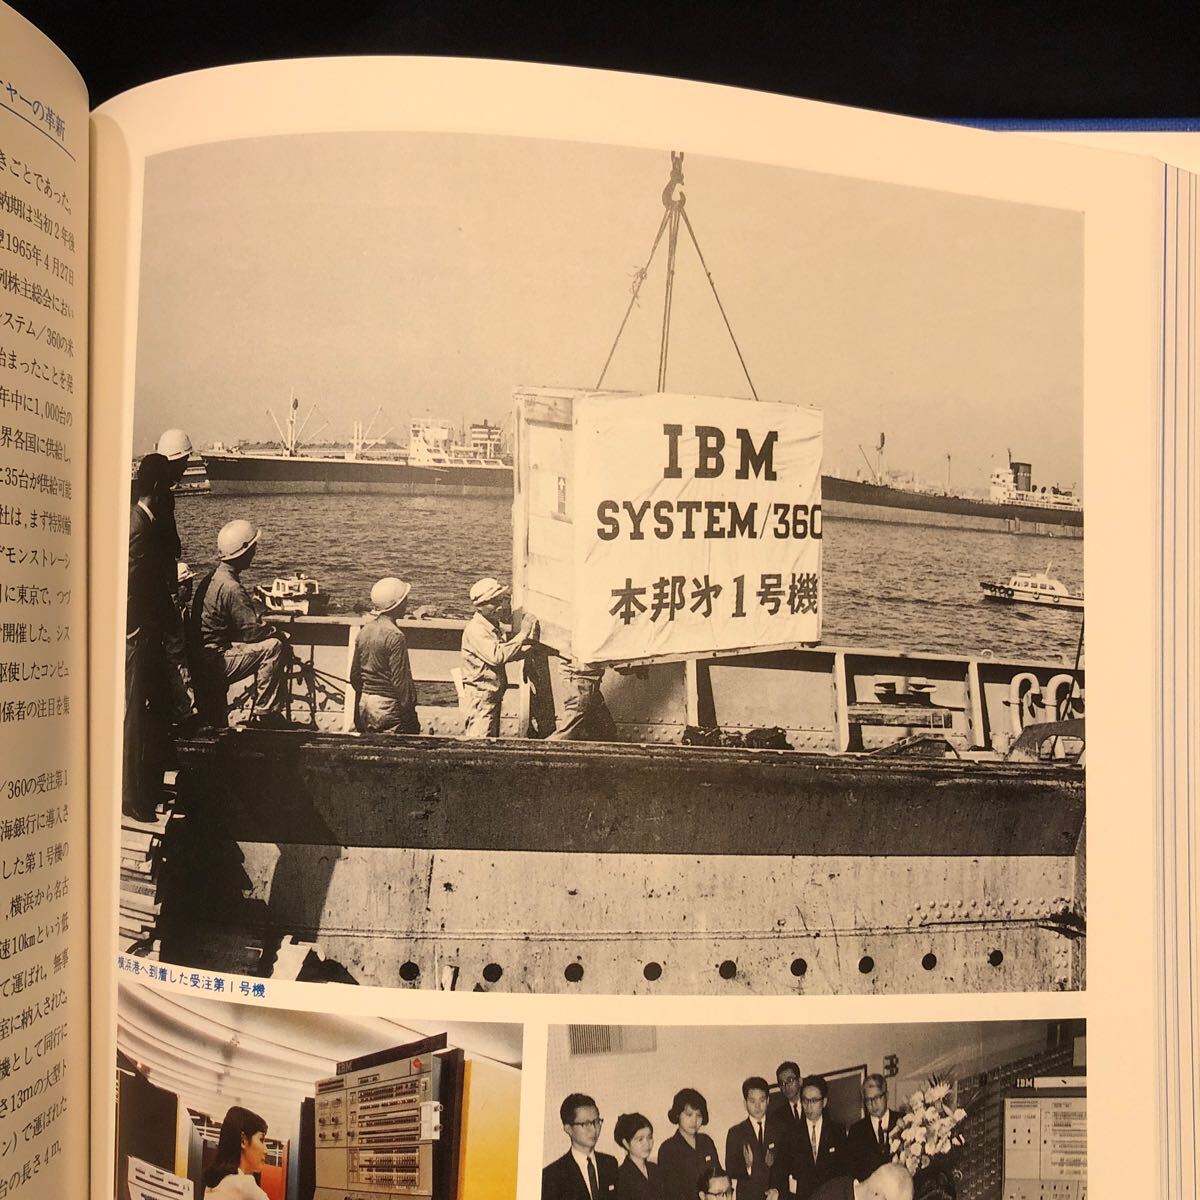 ヤーの革新
きごとであった。
納期は当初2年後
1965年4月27日
例株主総会におい
ステム／360の米
始まったことを発
年中に1,000台の
界各国に供給し,
に35台が供給可能
社は,まず特別輸
デモンストレーシ
に東京で,つづ
開催した。シス
駆使したコンピュ
係者の注目を集
／360の受注第1
海銀行に導入さ
した第1号機の
,横浜から名古
速10kmという低
て運ばれ,無事
室に納入された。
機として同行に
さ13mの大型ト
ン)で運ばれた
台の長さ4m,
IBM
SYSTEM/360
本邦㐧1号機
横浜港へ到着した受注第1号機
IBM
IBM